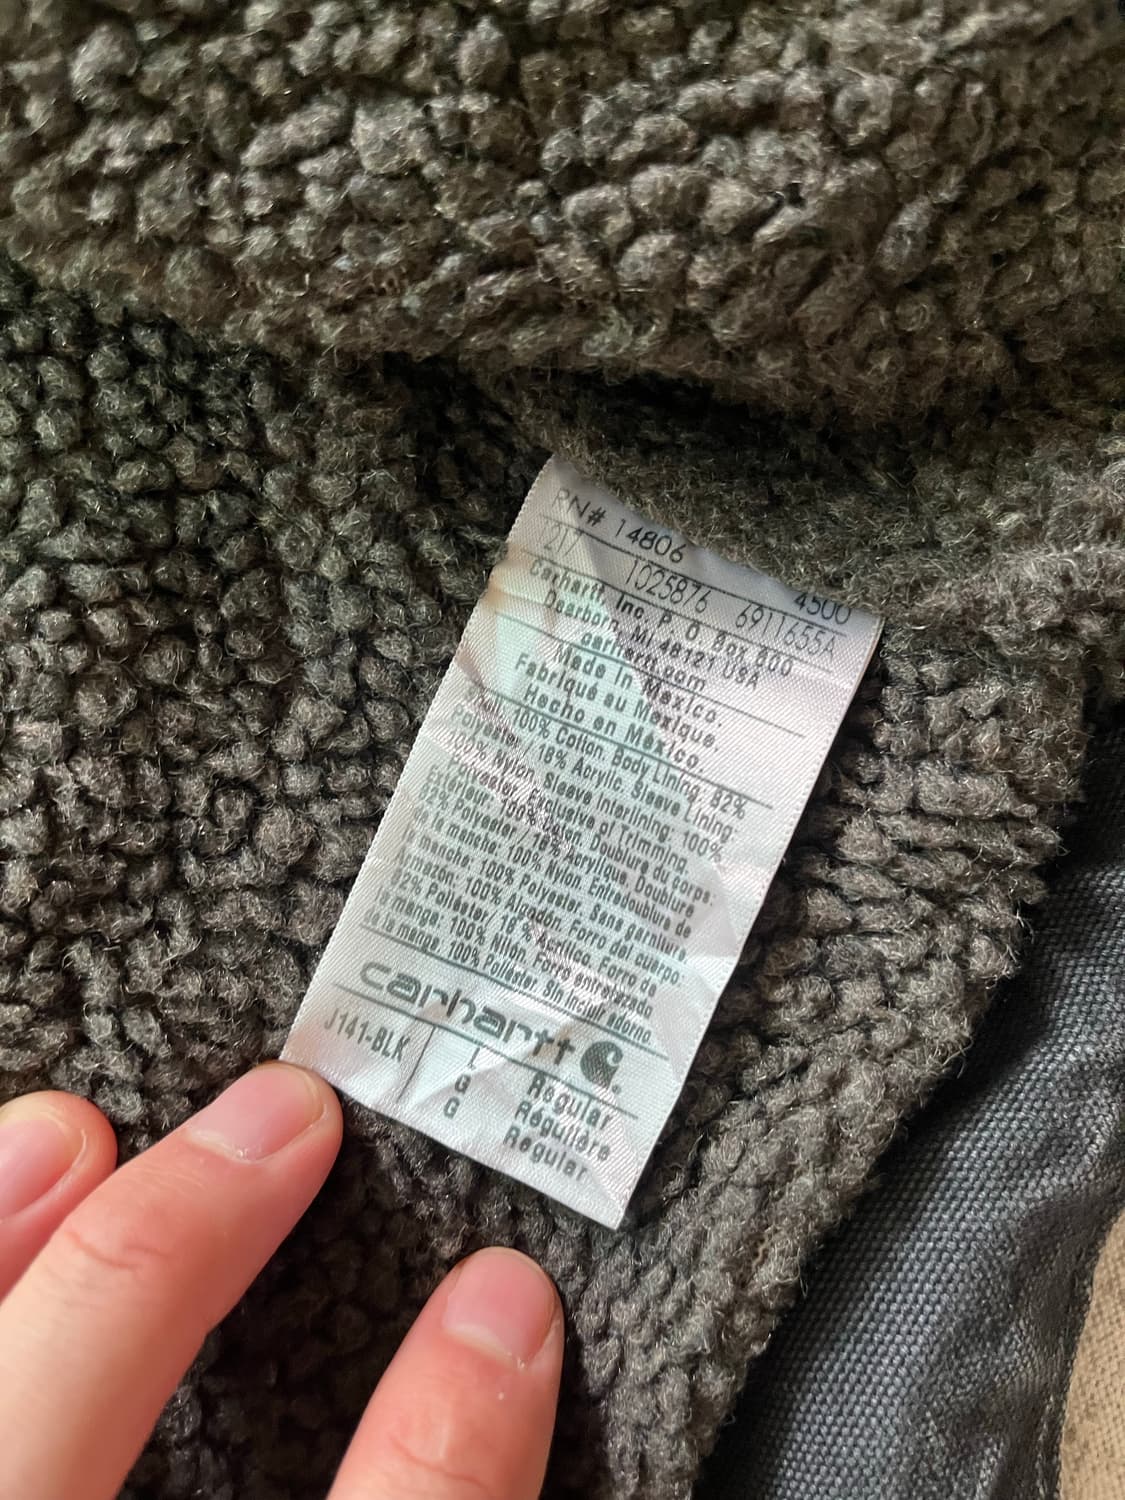 RN# 14806 4500
217 1025876 6911655A
Carhartt, Inc. P. O. Box 600
Dearborn, MI 48121 USA
carhartt.com
Made in Mexico.
Fabriqué au Mexique.
Hecho en México.
100% Cotton, Body Lining, 82%
Polyester / 18% Acrylic, Sleeve Lining:
100% Nylon, Sleeve Interlining: 100%
Polyester, Exclusive of Trimming.
Extérieur: 100% Doublure du corps:
82% Polyester / 18% Acrylique, Doublure
de la manche: 100% Nylon, Entredoublure de
la manche: 100% Polyester, Sans garniture.
Armazón, 100% Algodón, Forro del cuerpo:
82% Poliéster / 18% Acrílico, Forro de
la manga, 100% Nilon, Forro entrelazado
de la manga, 100% Poliéster, Sin incluir adorno.
carhartt
J141-BLK L Regular
G Régulière
G Regular